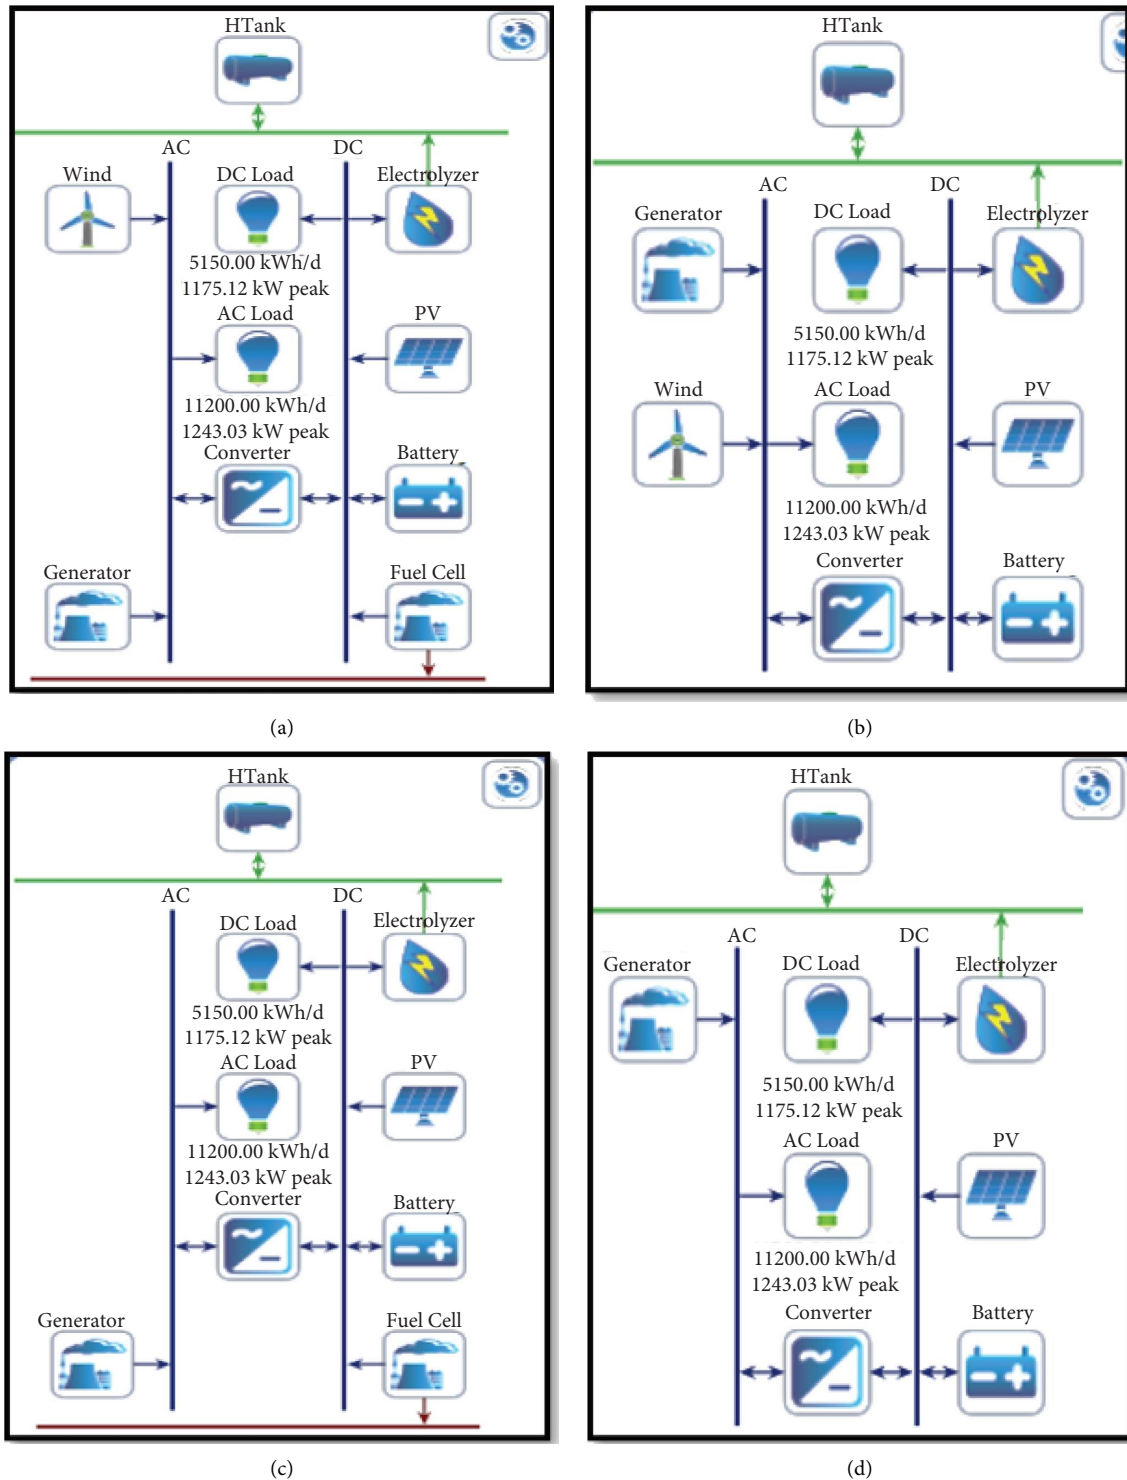 HTank
AC
DC
Wind
DC Load
Electrolyzer
5150.00 kWh/d
1175.12 kW peak
AC Load
PV
11200.00 kWh/d
1243.03 kW peak
Converter
Battery
Generator
Fuel Cell
(a)
HTank
AC
DC
Generator
DC Load
Electrolyzer
5150.00 kWh/d
1175.12 kW peak
Wind
AC Load
PV
11200.00 kWh/d
1243.03 kW peak
Converter
Battery
(b)
HTank
AC
DC
DC Load
Electrolyzer
5150.00 kWh/d
1175.12 kW peak
AC Load
PV
11200.00 kWh/d
1243.03 kW peak
Converter
Battery
Generator
Fuel Cell
(c)
HTank
AC
DC
Generator
DC Load
Electrolyzer
5150.00 kWh/d
1175.12 kW peak
AC Load
PV
11200.00 kWh/d
1243.03 kW peak
Converter
Battery
(d)